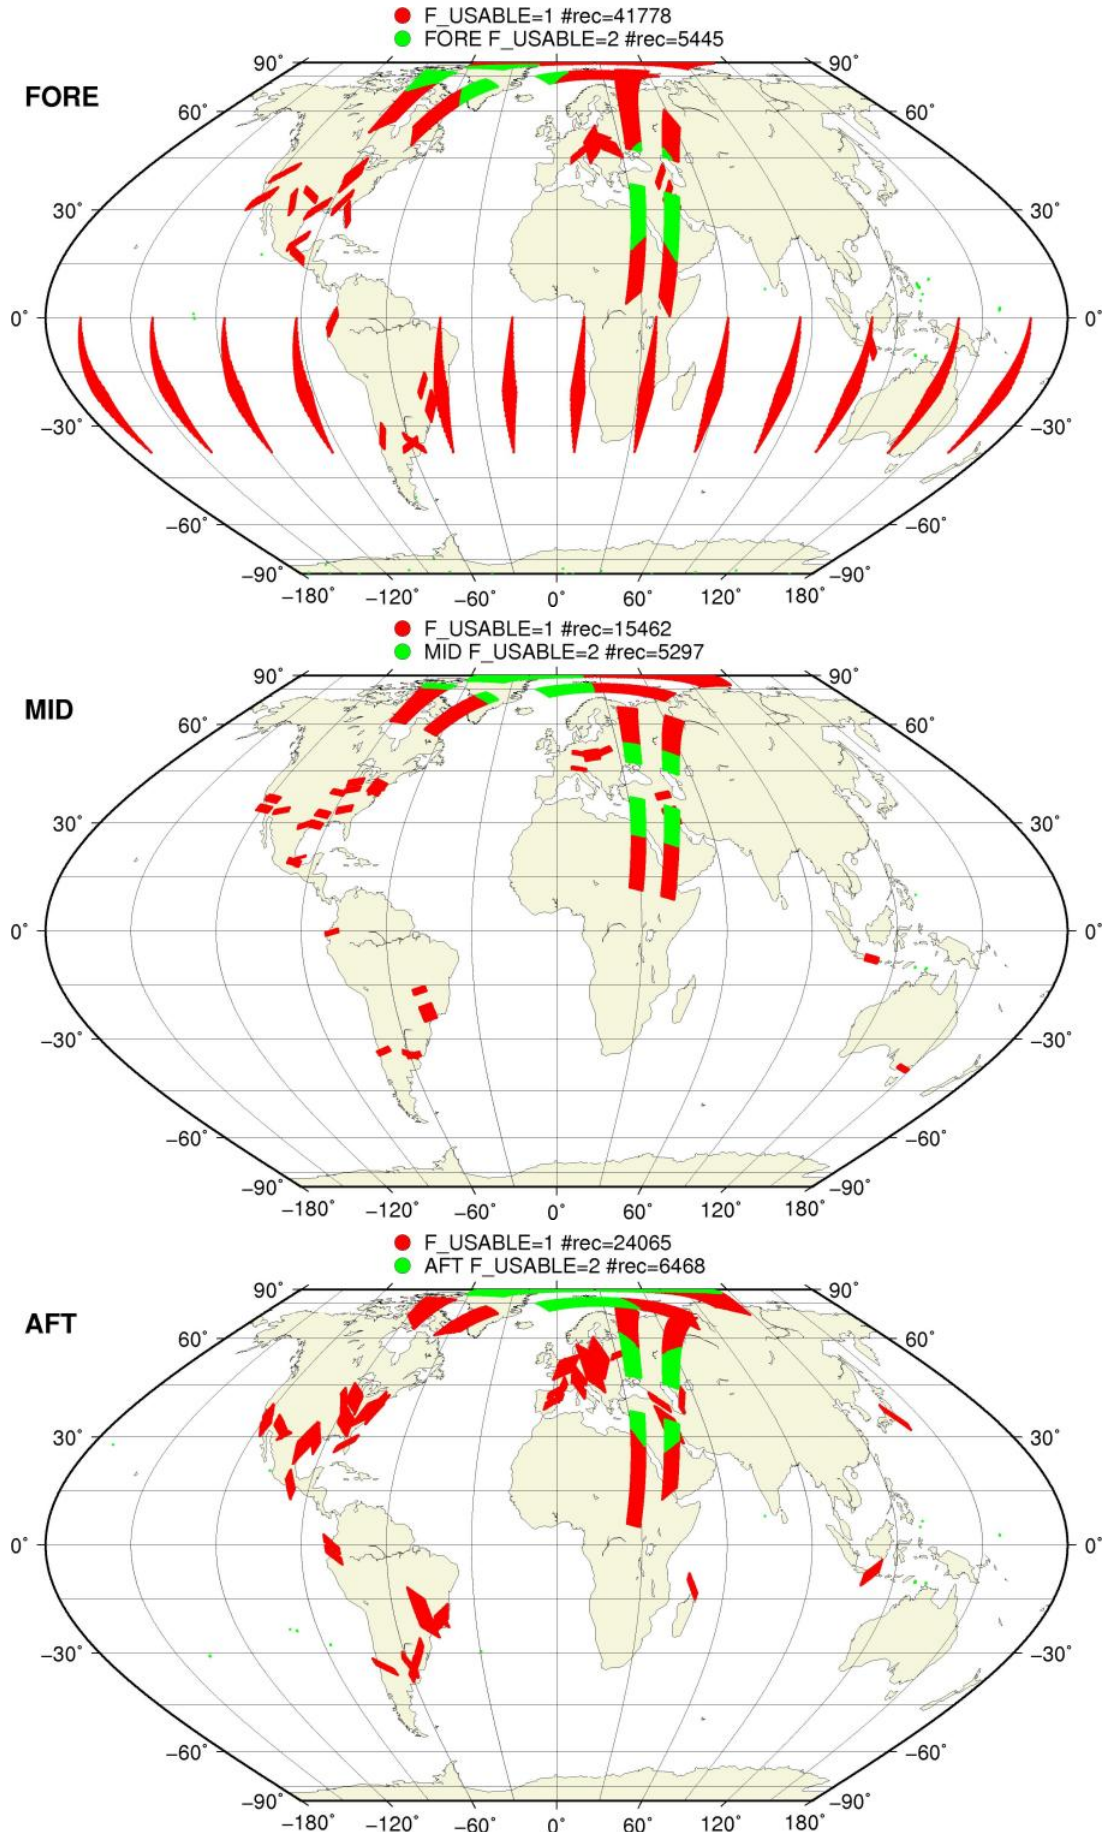 F_USABLE=1 #rec=41778
FORE F_USABLE=2 #rec=5445
FORE
90° 90°
60° 60°
30° 30°
0° 0°
−30° −30°
−60° −60°
−90° −90°
−180° −120° −60° 0° 60° 120° 180°
F_USABLE=1 #rec=15462
MID F_USABLE=2 #rec=5297
MID
90° 90°
60° 60°
30° 30°
0° 0°
−30° −30°
−60° −60°
−90° −90°
−180° −120° −60° 0° 60° 120° 180°
F_USABLE=1 #rec=24065
AFT F_USABLE=2 #rec=6468
AFT
90° 90°
60° 60°
30° 30°
0° 0°
−30° −30°
−60° −60°
−90° −90°
−180° −120° −60° 0° 60° 120° 180°